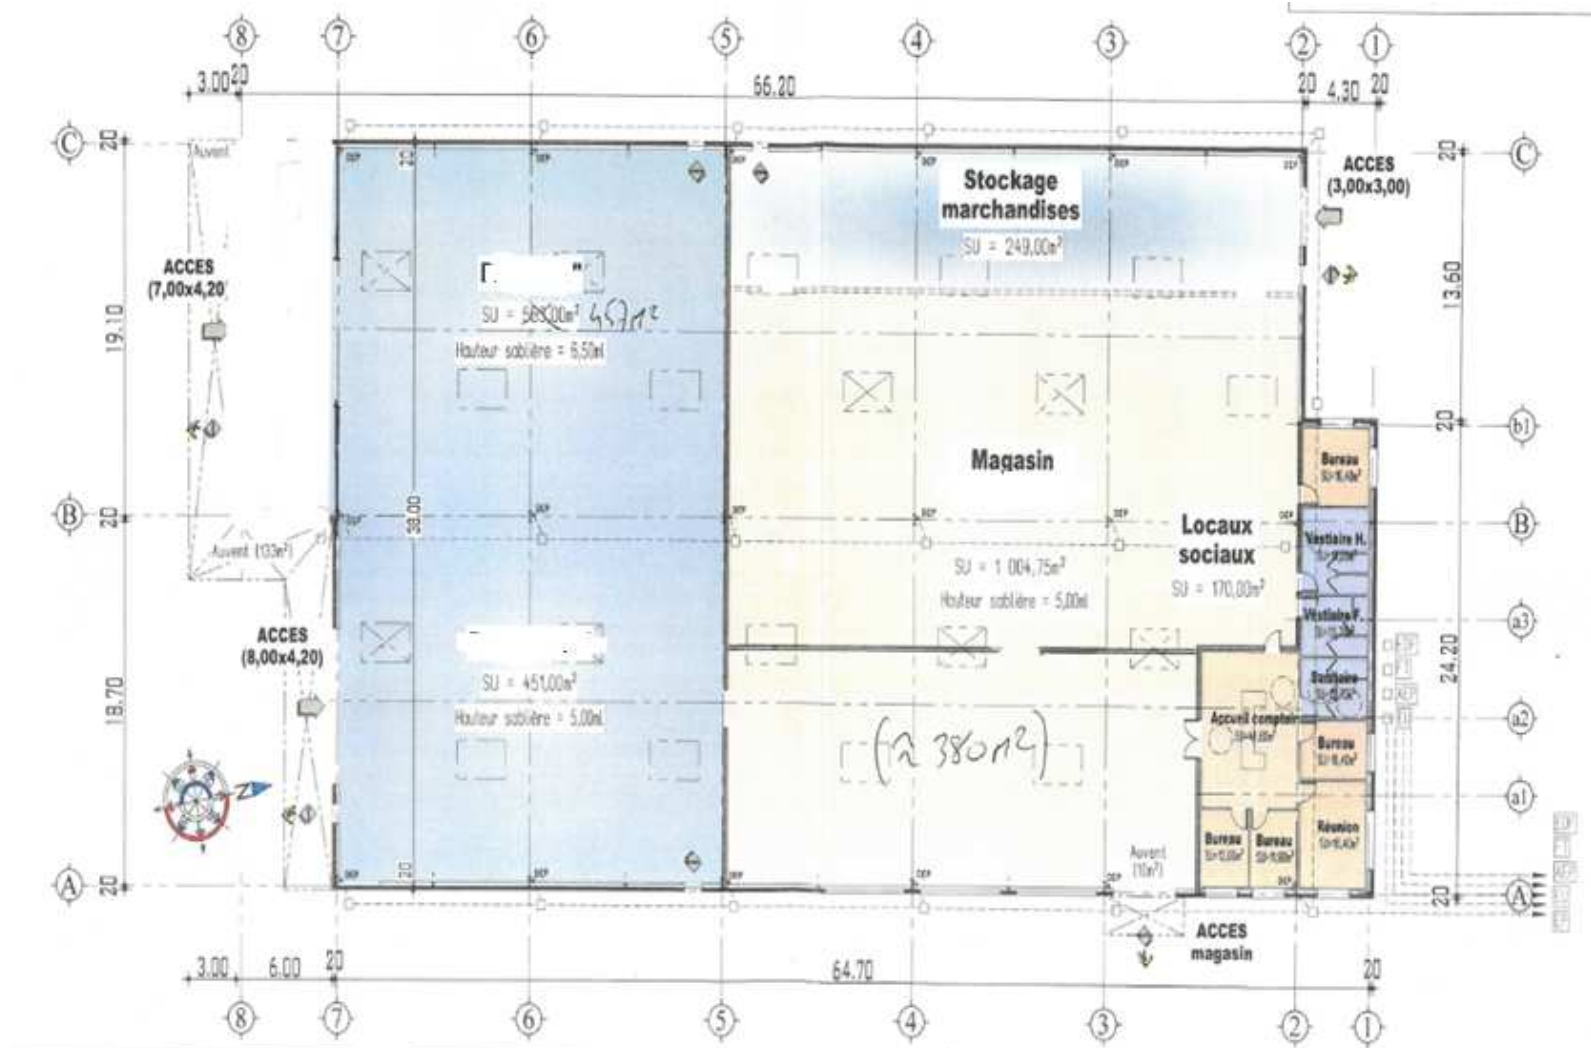 8
7
6
5
4
3
2
1
3.00
20
66.20
20
4.30
20
C
20
Auvent
20
C
ACCES
(3,00x3,00)
Stockage
marchandises
SU = 249,00m²
ACCES
(7,00x4,20
"
457m²
Hauteur sablière = 6,50ml
19.10
13.60
20
b1
Magasin
Bureau
B
20
Auvent (133m²)
38.00
Locaux
sociaux
SU = 170,00m²
Vestiaire H.
B
SU = 1 004,75m²
Hauteur sablière = 5,00ml
Vestiaire F.
a3
ACCES
(8,00x4,20)
SU = 451,00m²
Hauteur sablière = 5,00ml
18.70
24.20
Sanitaire
Accueil comptoir
a2
Bureau
(≈ 380m²)
N
a1
Bureau
Bureau
Réunion
Auvent
(10m²)
A
20
20
20
A
ACCES
magasin
3.00
6.00
20
64.70
20
8
7
6
5
4
3
2
1